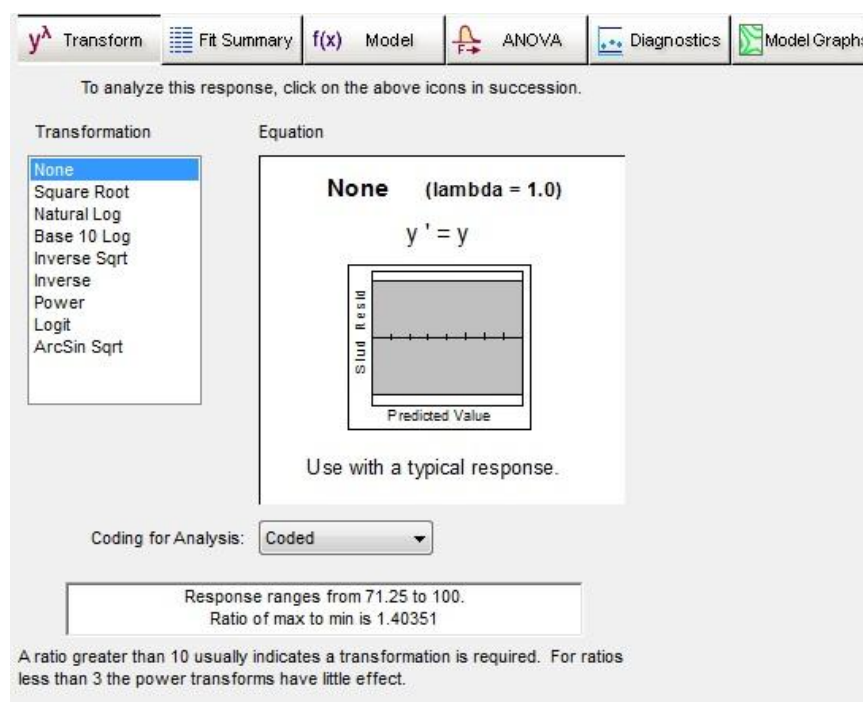 yλ Transform Fit Summary f(x) Model F ANOVA Diagnostics Model Graphs
To analyze this response, click on the above icons in succession.
Transformation Equation
None
Square Root
Natural Log
Base 10 Log
Inverse Sqrt
Inverse
Power
Logit
ArcSin Sqrt
None (lambda = 1.0)
y ' = y
Stud Resid
Predicted Value
Use with a typical response.
Coding for Analysis: Coded
Response ranges from 71.25 to 100.
Ratio of max to min is 1.40351
A ratio greater than 10 usually indicates a transformation is required. For ratios
less than 3 the power transforms have little effect.